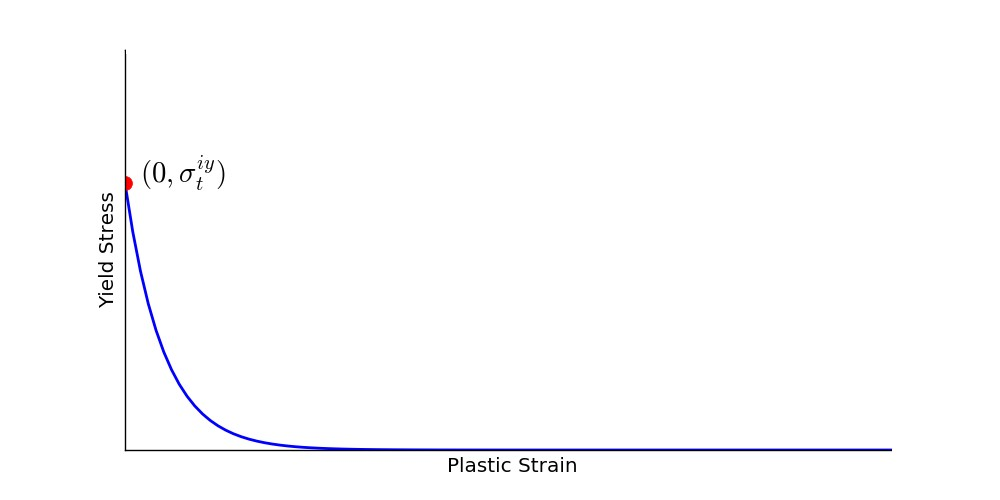 (0, σ_t^{iy})
Yield Stress
Plastic Strain